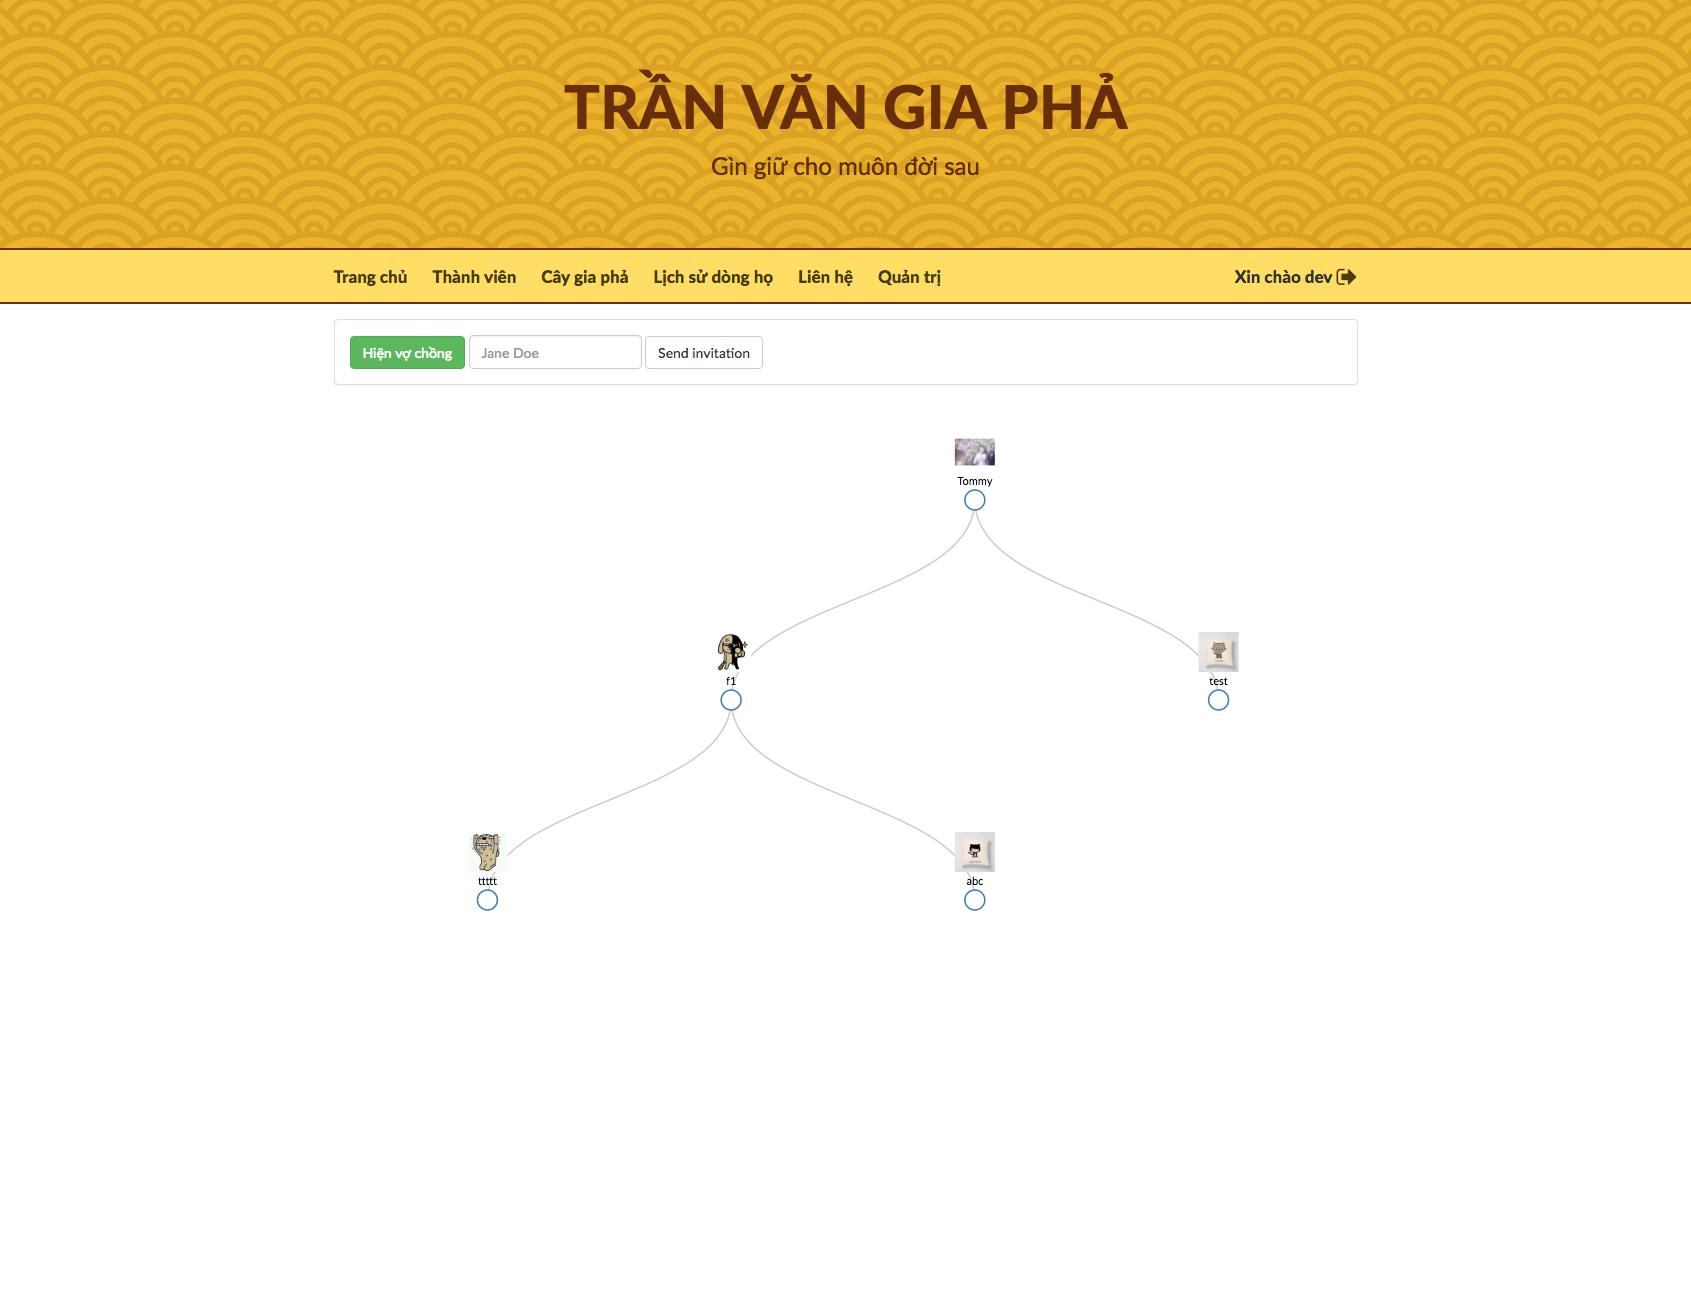 TRẦN VĂN GIA PHẢ
Gìn giữ cho muôn đời sau
Trang chủ Thành viên Cây gia phả Lịch sử dòng họ Liên hệ Quản trị Xin chào dev
Hiện vợ chồng Jane Doe Send invitation
Tommy
f1 test
ttttt abc